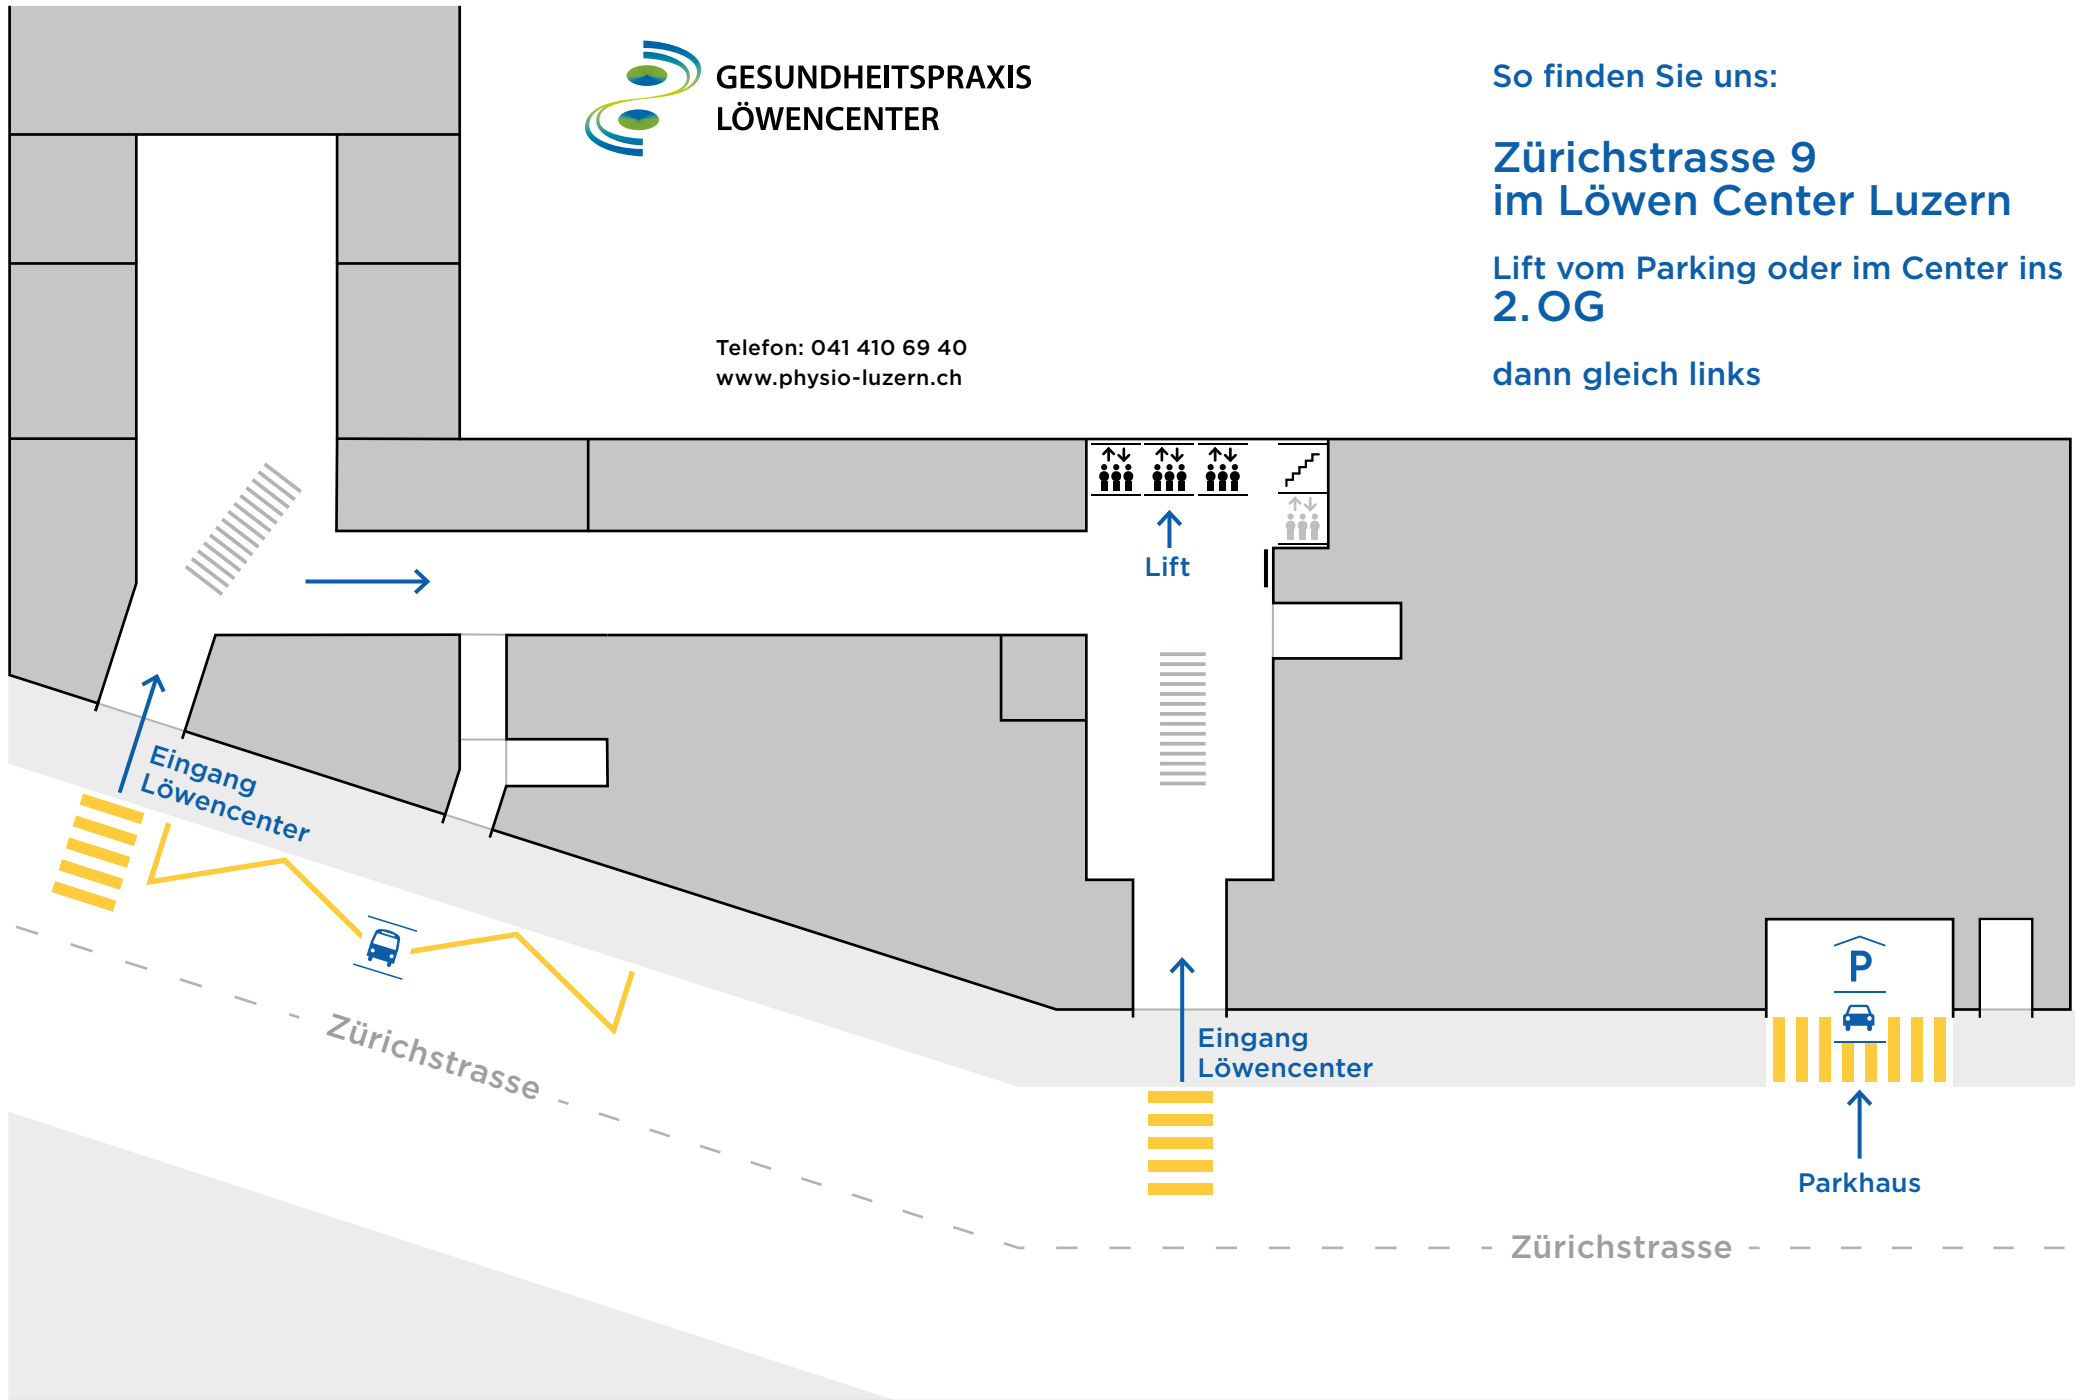 GESUNDHEITSPRAXIS
LÖWENCENTER
So finden Sie uns:
Zürichstrasse 9
im Löwen Center Luzern
Lift vom Parking oder im Center ins
2. OG
dann gleich links
Telefon: 041 410 69 40
www.physio-luzern.ch
Lift
Eingang
Löwencenter
Zürichstrasse
Eingang
Löwencenter
P
Parkhaus
Zürichstrasse